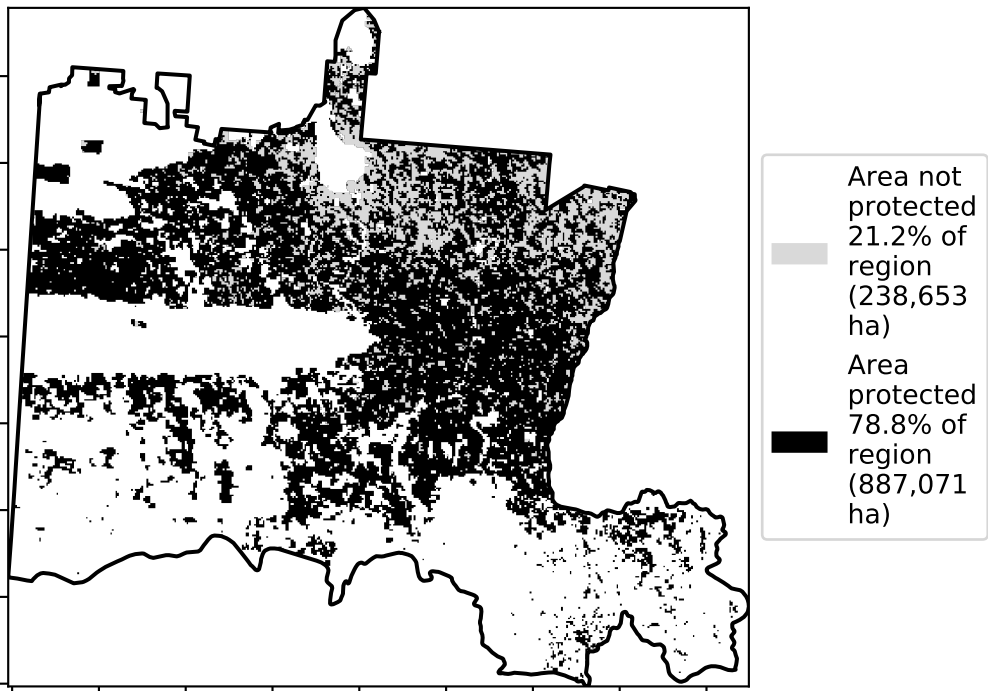 Area not
protected
21.2% of
region
(238,653
ha)
Area
protected
78.8% of
region
(887,071
ha)